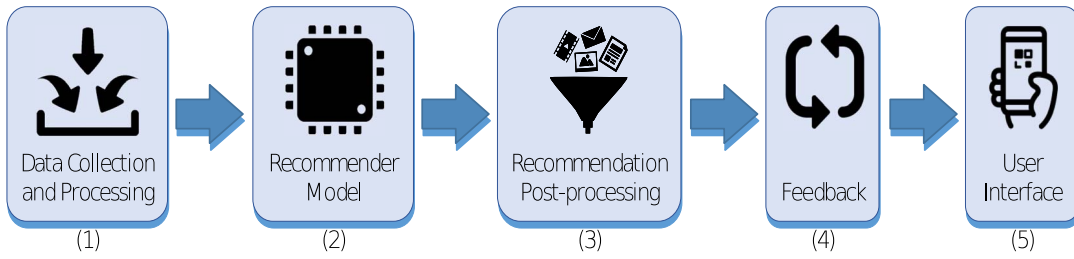 Data Collection
and Processing
(1)
Recommender
Model
(2)
Recommendation
Post-processing
(3)
Feedback
(4)
User
Interface
(5)